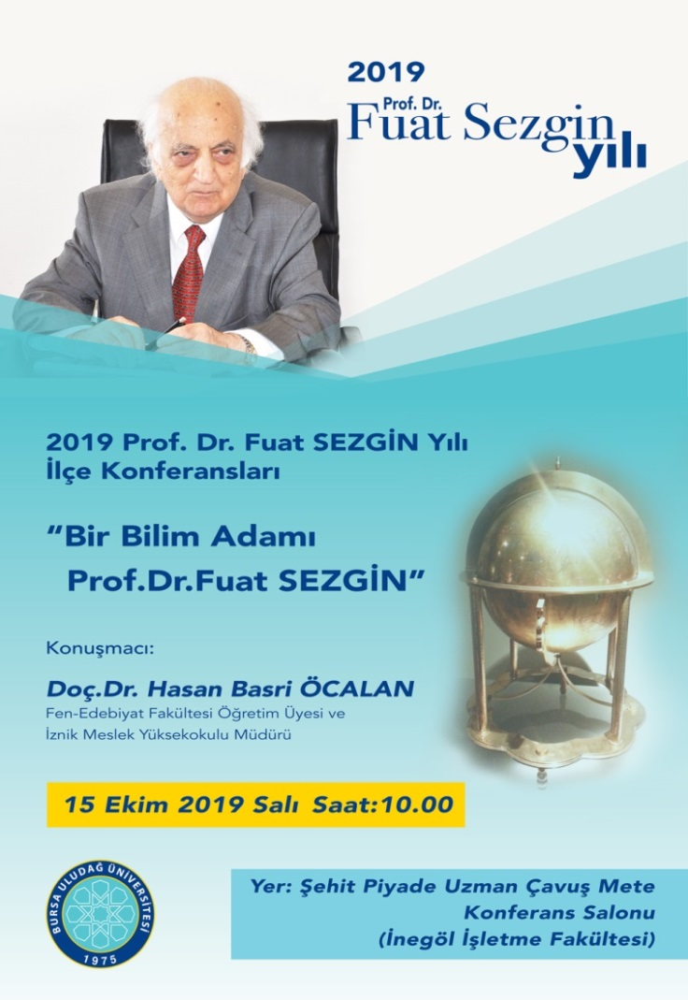 2019
Prof. Dr.
Fuat Sezgin
yılı
2019 Prof. Dr. Fuat SEZGİN Yılı
İlçe Konferansları
“Bir Bilim Adamı
Prof.Dr.Fuat SEZGİN”
Konuşmacı:
Doç.Dr. Hasan Basri ÖCALAN
Fen-Edebiyat Fakültesi Öğretim Üyesi ve
İznik Meslek Yüksekokulu Müdürü
15 Ekim 2019 Salı Saat:10.00
BURSA ULUDAĞ ÜNİVERSİTESİ
1975
Yer: Şehit Piyade Uzman Çavuş Mete
Konferans Salonu
(İnegöl İşletme Fakültesi)